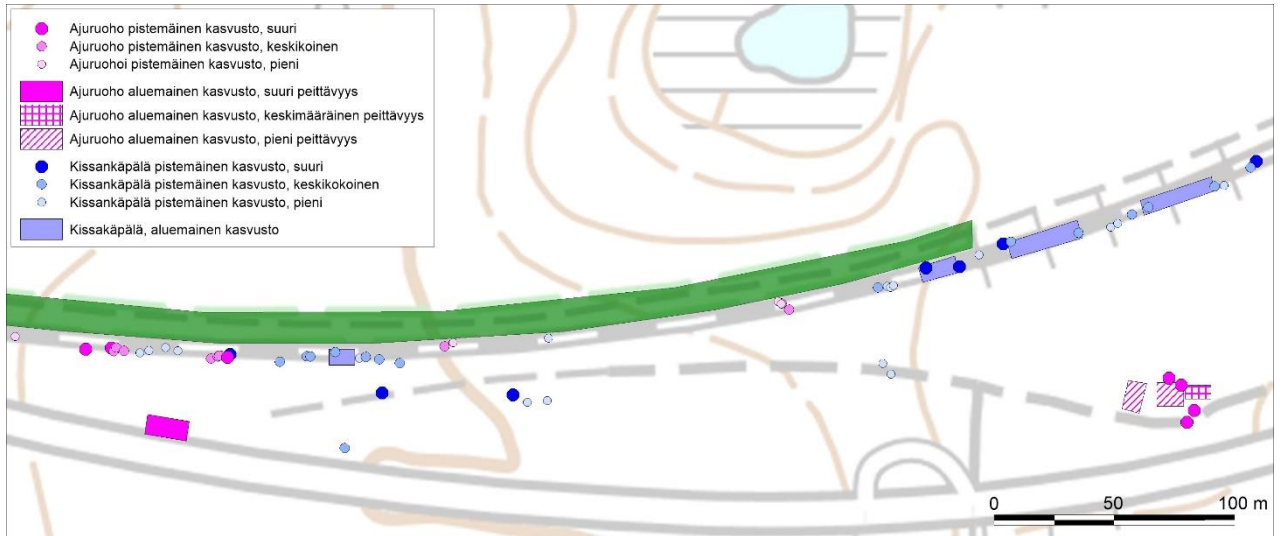 Ajuruoho pistemäinen kasvusto, suuri
Ajuruoho pistemäinen kasvusto, keskikoinen
Ajuruohoi pistemäinen kasvusto, pieni
Ajuruoho aluemainen kasvusto, suuri peittävyys
Ajuruoho aluemainen kasvusto, keskimääräinen peittävyys
Ajuruoho aluemainen kasvusto, pieni peittävyys
Kissankäpälä pistemäinen kasvusto, suuri
Kissankäpälä pistemäinen kasvusto, keskikokoinen
Kissankäpälä pistemäinen kasvusto, pieni
Kissakäpälä, aluemainen kasvusto
0 50 100 m